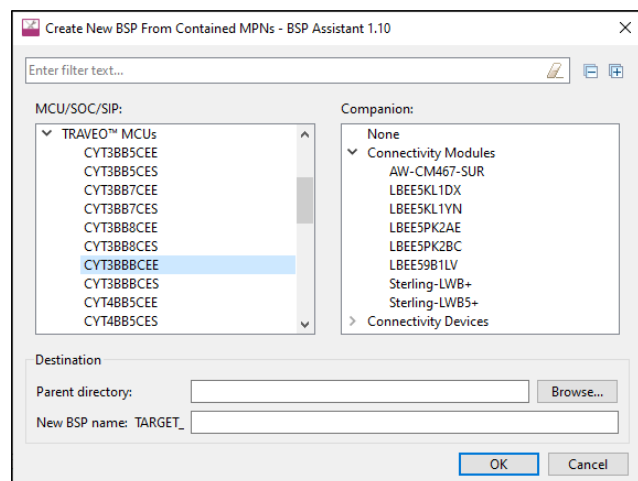 Create New BSP From Contained MPNs - BSP Assistant 1.10
Enter filter text...
MCU/SOC/SIP:
TRAVEO™ MCUs
CYT3BB5CEE
CYT3BB5CES
CYT3BB7CEE
CYT3BB7CES
CYT3BB8CEE
CYT3BB8CES
CYT3BBBCEE
CYT3BBBCES
CYT4BB5CEE
CYT4BB5CES
Companion:
None
Connectivity Modules
AW-CM467-SUR
LBEE5KL1DX
LBEE5KL1YN
LBEE5PK2AE
LBEE5PK2BC
LBEE59B1LV
Sterling-LWB+
Sterling-LWB5+
Connectivity Devices
Destination
Parent directory:
Browse...
New BSP name: TARGET_
OK
Cancel